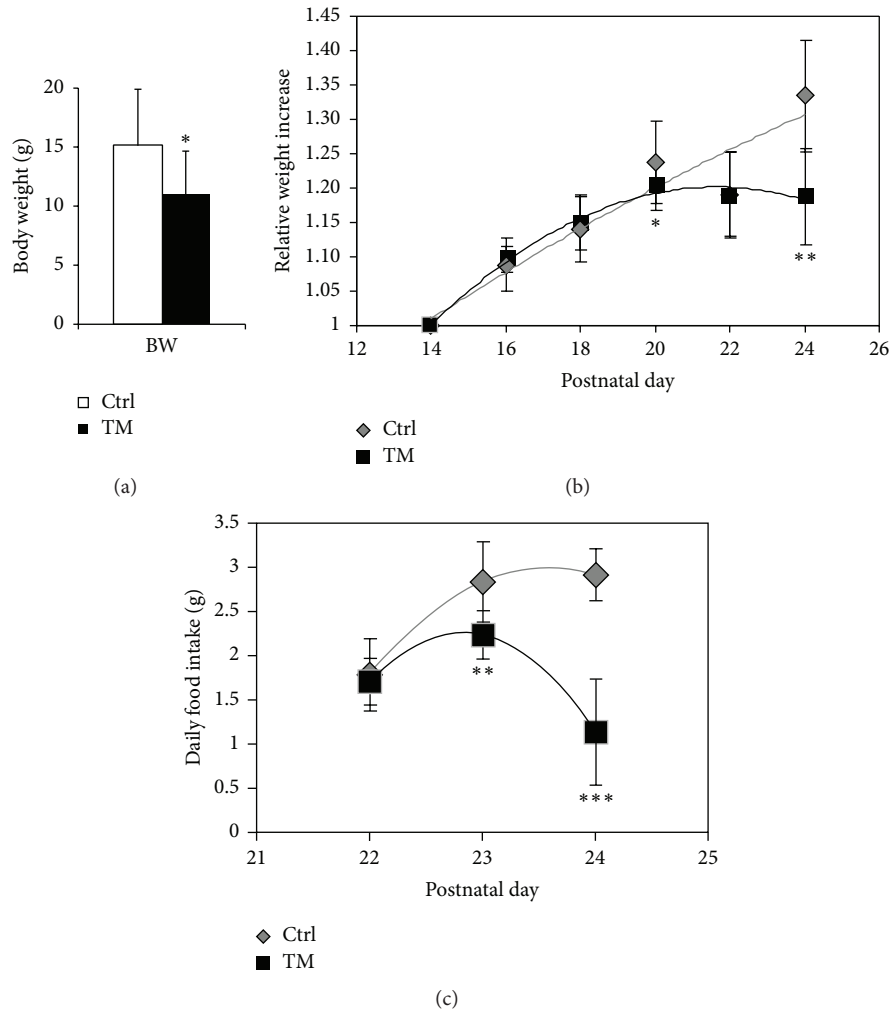 Body weight (g)
20
15
10
5
0
*
BW
Ctrl
TM
(a)
Relative weight increase
1.45
1.40
1.35
1.30
1.25
1.20
1.15
1.10
1.05
1
*
**
12 14 16 18 20 22 24 26
Postnatal day
Ctrl
TM
(b)
Daily food intake (g)
3.5
3
2.5
2
1.5
1
0.5
0
**
***
21 22 23 24 25
Postnatal day
Ctrl
TM
(c)